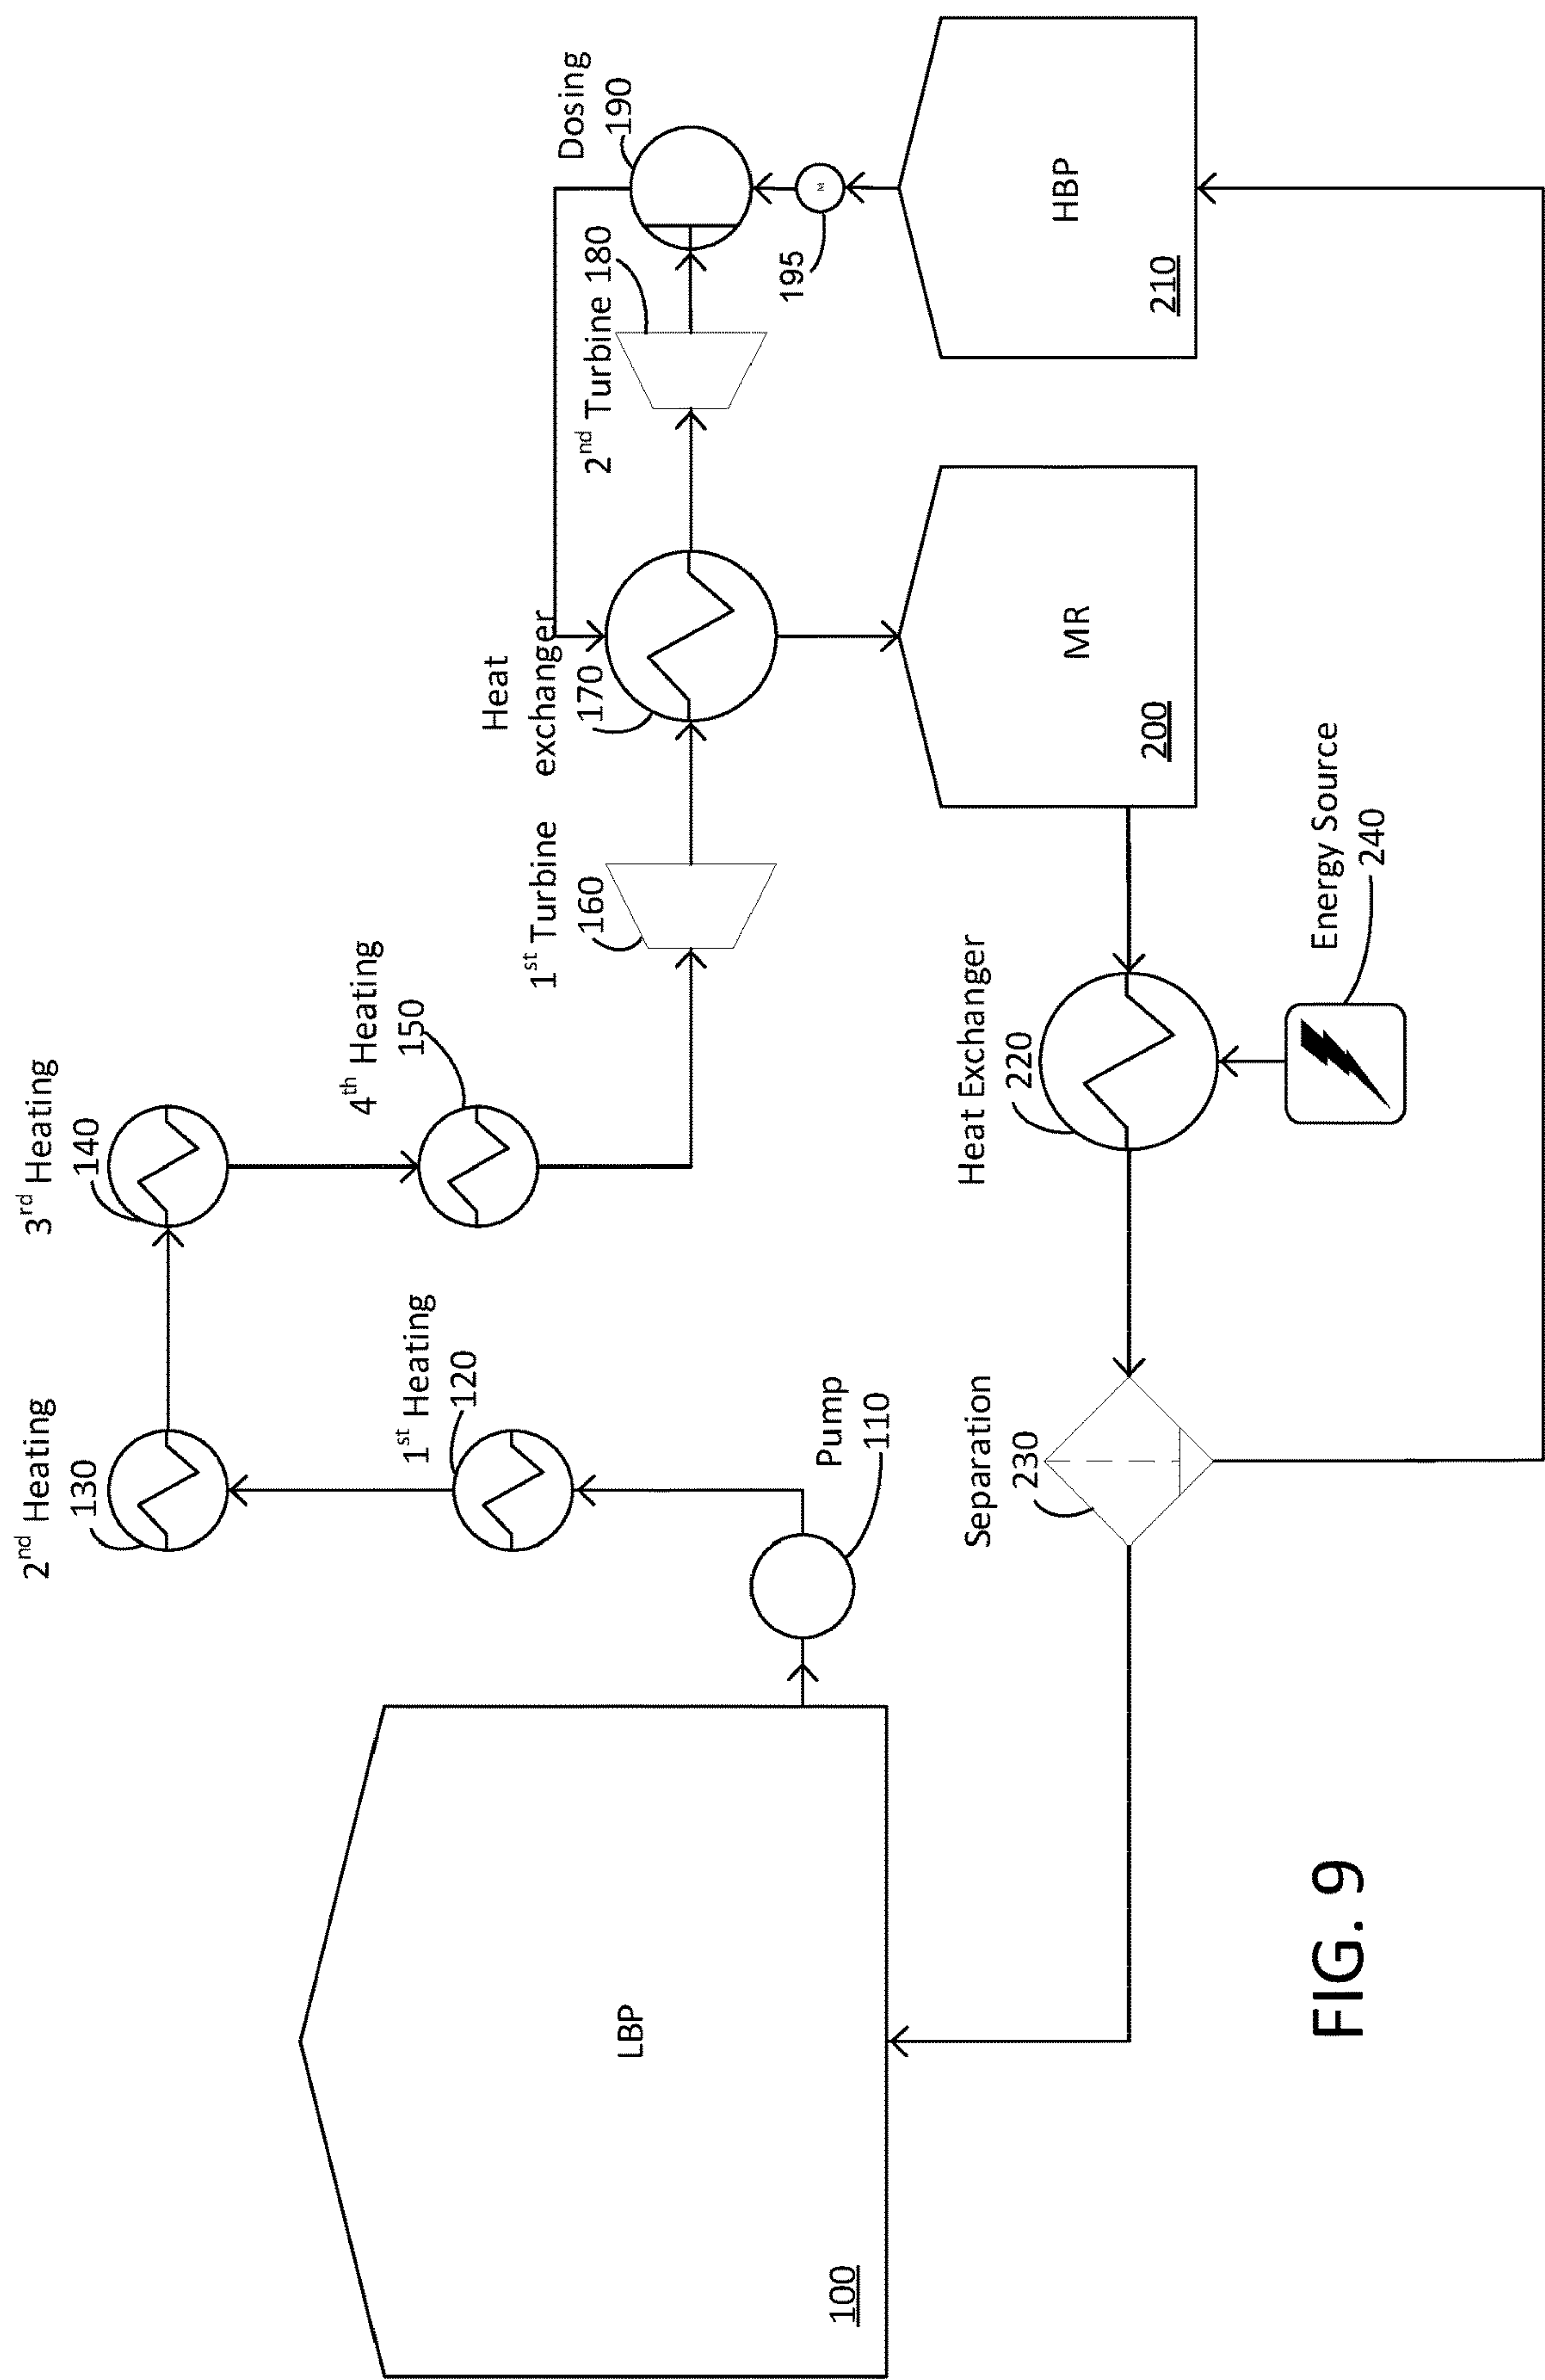 2nd Heating
130
3rd Heating
140
1st Heating
120
4th Heating
150
Pump
110
1st Turbine
160
Heat
exchanger
170
2nd Turbine 180
Dosing
190
M
195
LBP
100
MR
200
HBP
210
Separation
230
Heat Exchanger
220
Energy Source
240
FIG. 9